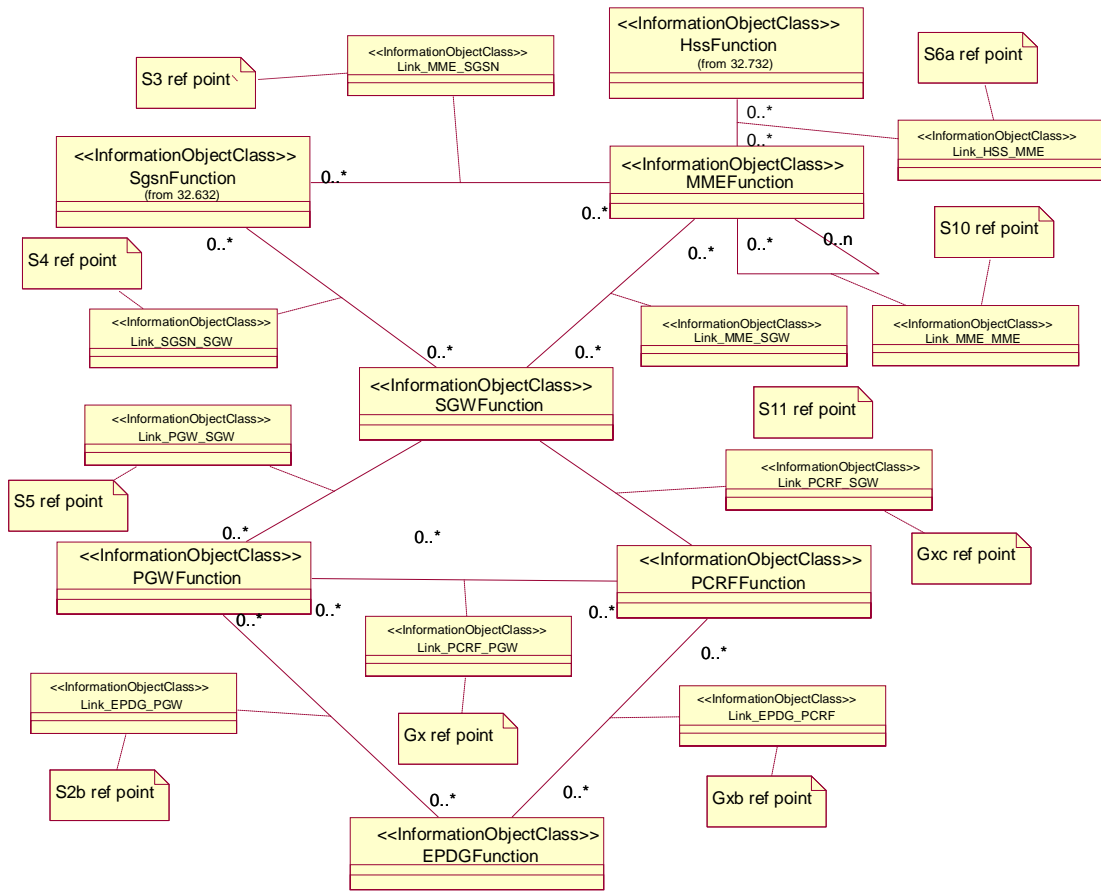 <<InformationObjectClass>>
HssFunction
(from 32.732)
<<InformationObjectClass>>
Link_MME_SGSN
S3 ref point
S6a ref point
0..*
0..*
<<InformationObjectClass>>
Link_HSS_MME
<<InformationObjectClass>>
SgsnFunction
(from 32.632)
0..*
<<InformationObjectClass>>
MMEFunction
0..*
S10 ref point
0..*
0..*
0..*
0..n
S4 ref point
<<InformationObjectClass>>
Link_SGSN_SGW
<<InformationObjectClass>>
Link_MME_SGW
<<InformationObjectClass>>
Link_MME_MME
0..*
0..*
<<InformationObjectClass>>
SGWFunction
S11 ref point
<<InformationObjectClass>>
Link_PGW_SGW
<<InformationObjectClass>>
Link_PCRF_SGW
S5 ref point
0..*
0..*
Gxc ref point
<<InformationObjectClass>>
PGWFunction
<<InformationObjectClass>>
PCRFFunction
0..*
0..*
0..*
<<InformationObjectClass>>
Link_PCRF_PGW
0..*
<<InformationObjectClass>>
Link_EPDG_PGW
<<InformationObjectClass>>
Link_EPDG_PCRF
Gx ref point
S2b ref point
Gxb ref point
0..*
0..*
<<InformationObjectClass>>
EPDGFunction